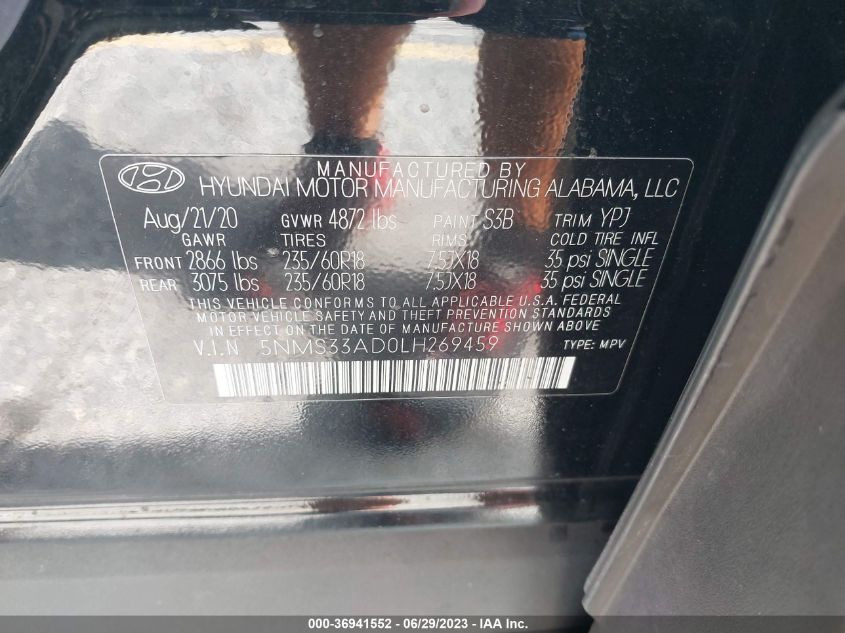 MANUFACTURED BY
HYUNDAI MOTOR MANUFACTURING ALABAMA, LLC
Aug/21/20 GVWR 4872 lbs PAINT S3B TRIM YPJ
GAWR TIRES RIMS COLD TIRE INFL
FRONT 2866 lbs 235/60R18 7.5JX18 35 psi SINGLE
REAR 3075 lbs 235/60R18 7.5JX18 35 psi SINGLE
THIS VEHICLE CONFORMS TO ALL APPLICABLE U.S.A. FEDERAL
MOTOR VEHICLE SAFETY AND THEFT PREVENTION STANDARDS
IN EFFECT ON THE DATE OF MANUFACTURE SHOWN ABOVE
V.I.N 5NMS33AD0LH269459 TYPE: MPV
000-36941552 - 06/29/2023 - IAA Inc.